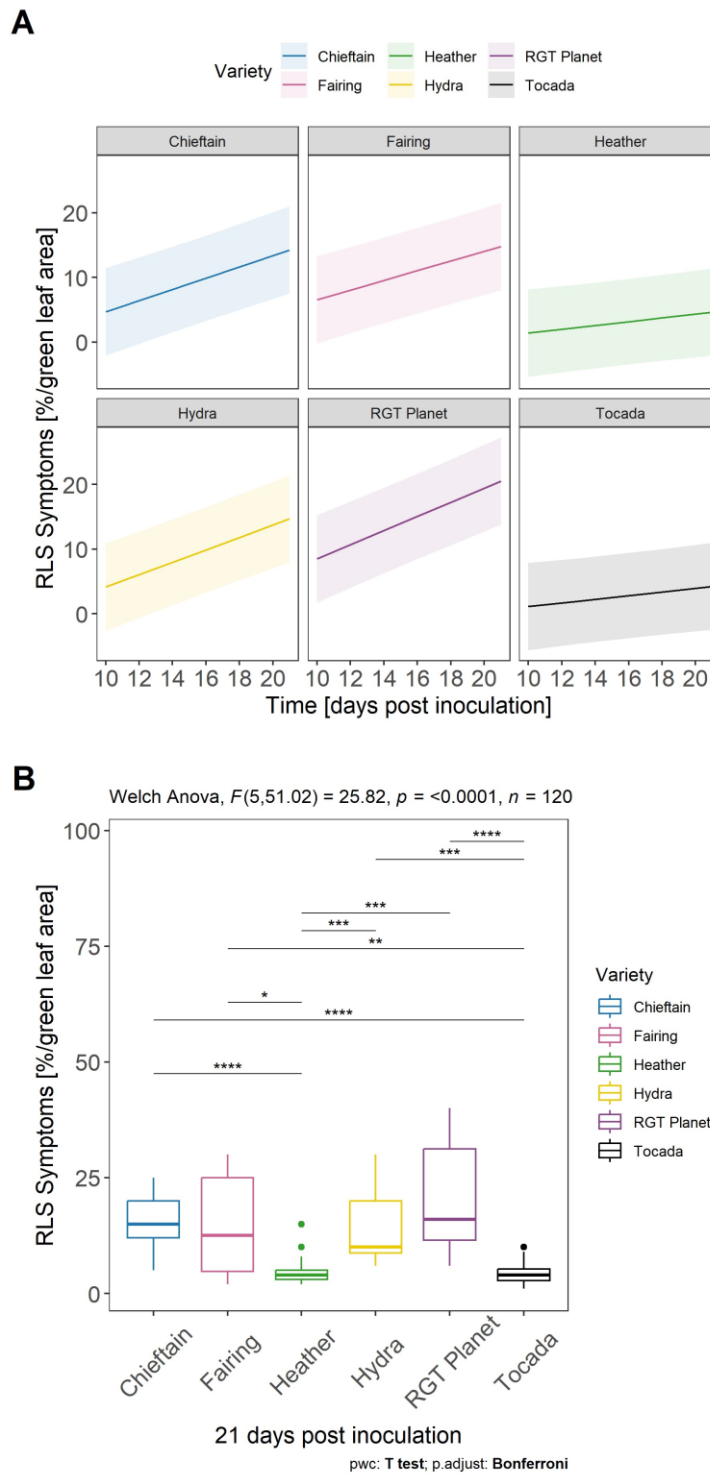 A
Variety
Chieftain
Heather
RGT Planet
Fairing
Hydra
Tocada
Chieftain
Fairing
Heather
20
10
0
Hydra
RGT Planet
Tocada
20
10
0
RLS Symptoms [%/green leaf area]
10 12 14 16 18 20
10 12 14 16 18 20
10 12 14 16 18 20
Time [days post inoculation]
B
Welch Anova, F(5,51.02) = 25.82, p = <0.0001, n = 120
100
75
50
25
0
RLS Symptoms [%/green leaf area]
****
***
***
***
**
*
****
****
Variety
Chieftain
Fairing
Heather
Hydra
RGT Planet
Tocada
Chieftain
Fairing
Heather
Hydra
RGT Planet
Tocada
21 days post inoculation
pwc: T test; p.adjust: Bonferroni